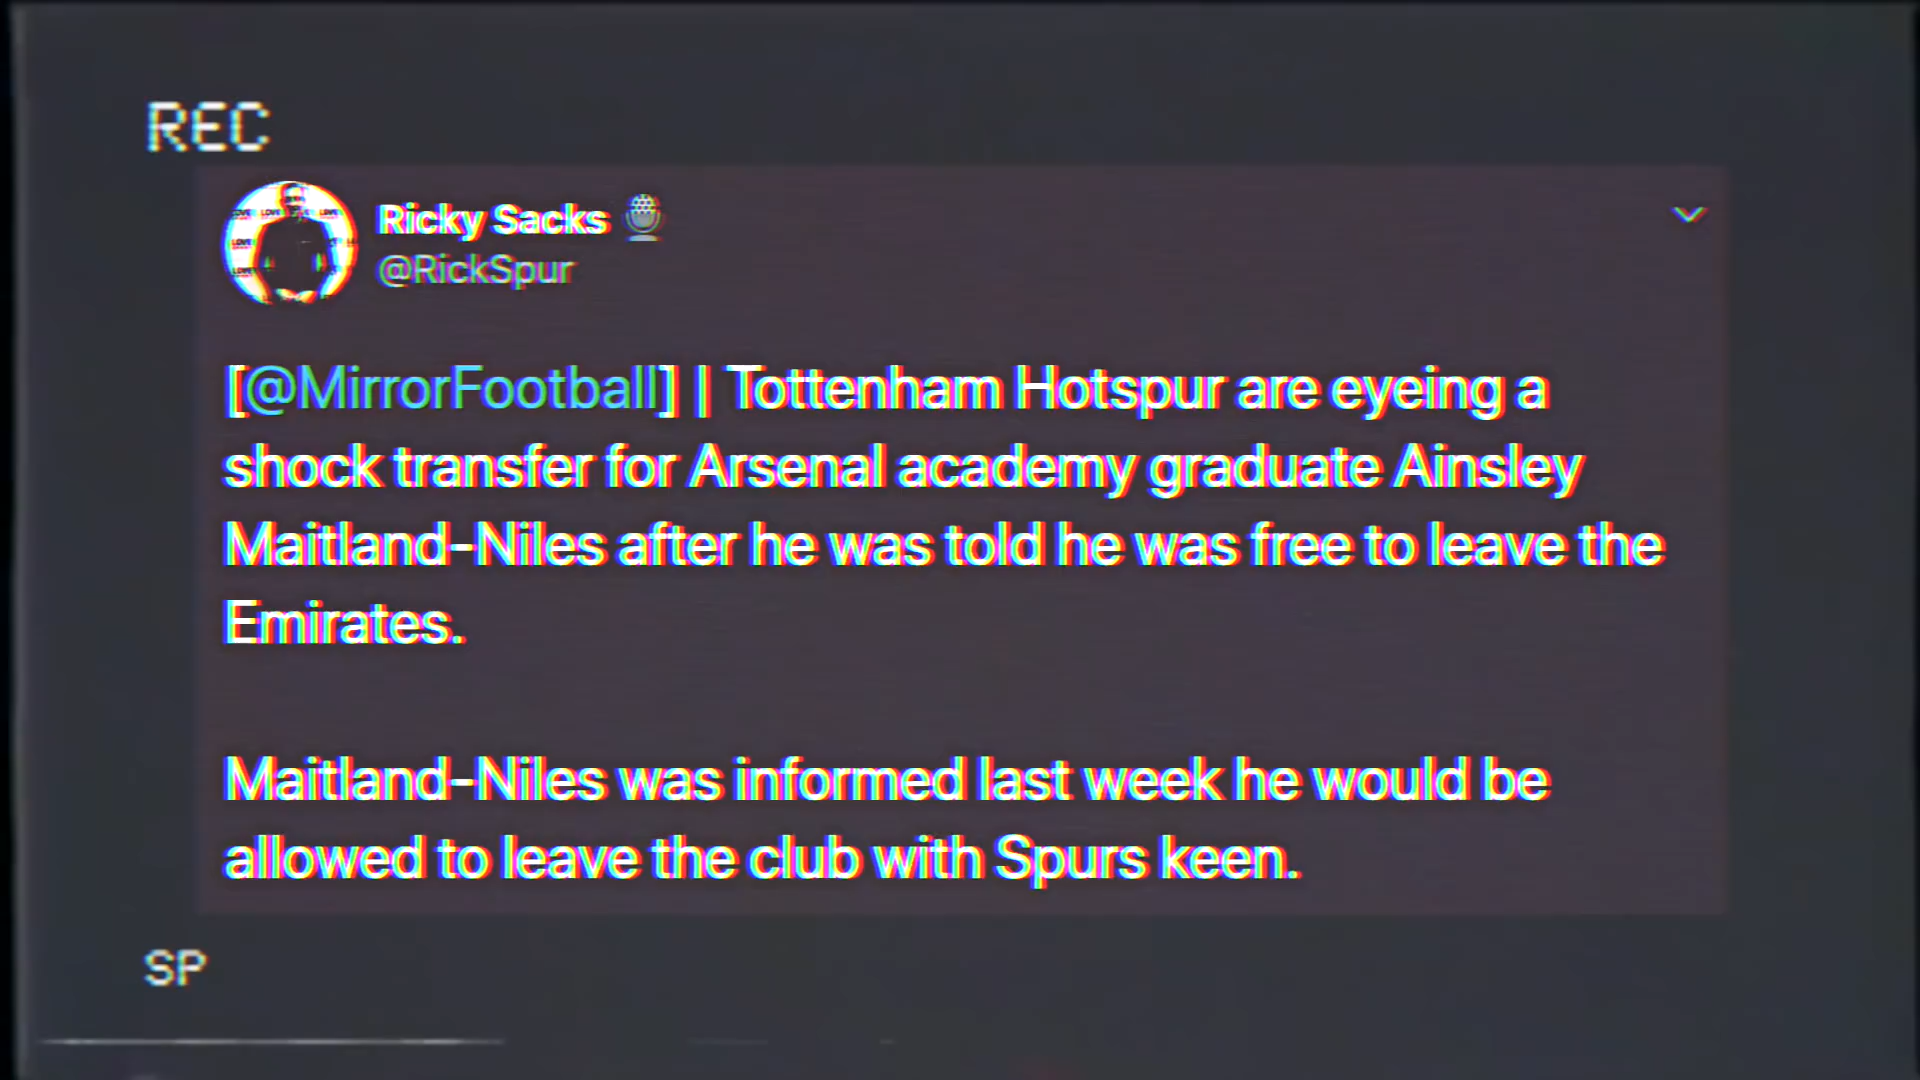 REC
Ricky Sacks 🎙
@RickSpur
[@MirrorFootball] | Tottenham Hotspur are eyeing a
shock transfer for Arsenal academy graduate Ainsley
Maitland-Niles after he was told he was free to leave the
Emirates.
Maitland-Niles was informed last week he would be
allowed to leave the club with Spurs keen.
SP